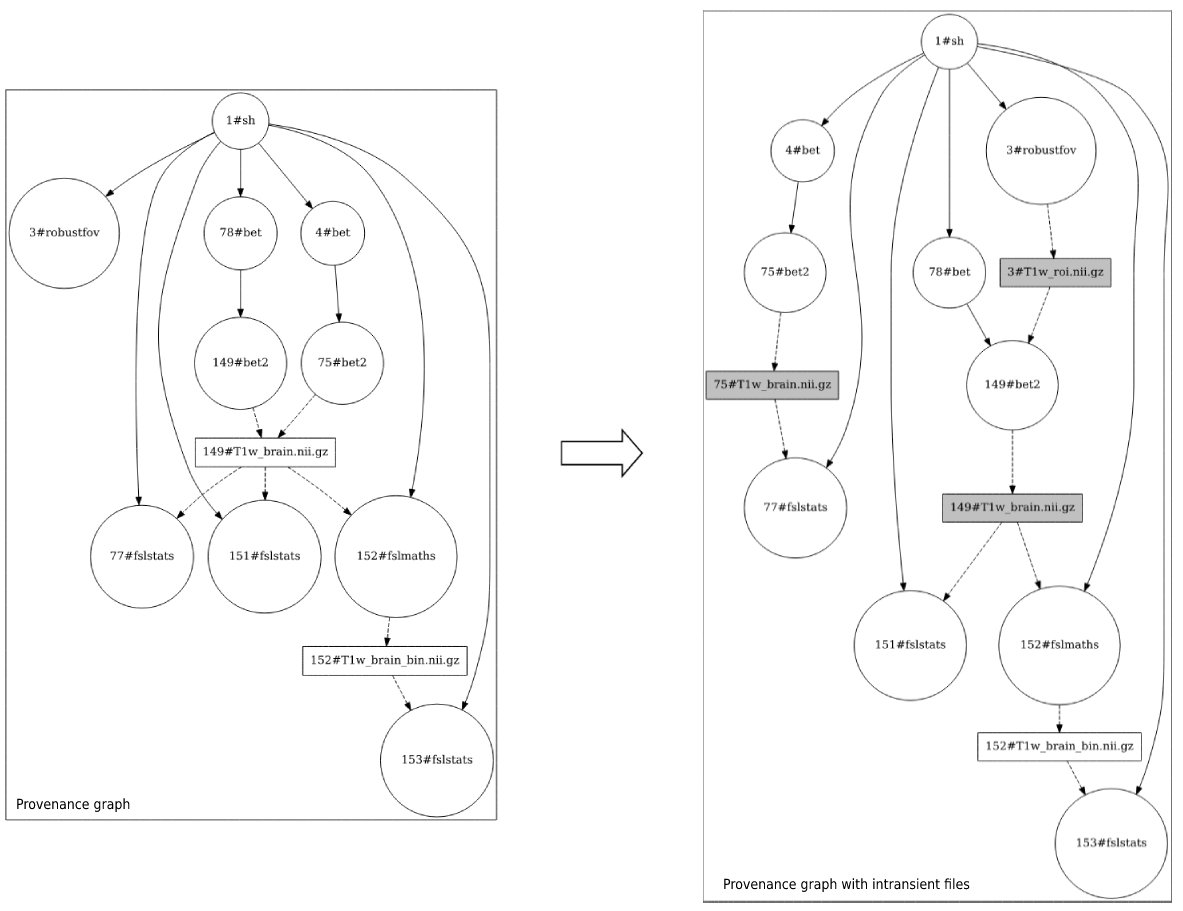 1#sh
3#robustfov
78#bet
4#bet
149#bet2
75#bet2
149#T1w_brain.nii.gz
77#fslstats
151#fslstats
152#fslmaths
152#T1w_brain_bin.nii.gz
153#fslstats
Provenance graph
1#sh
4#bet
3#robustfov
75#bet2
78#bet
3#T1w_roi.nii.gz
75#T1w_brain.nii.gz
149#bet2
77#fslstats
149#T1w_brain.nii.gz
151#fslstats
152#fslmaths
152#T1w_brain_bin.nii.gz
153#fslstats
Provenance graph with intransient files